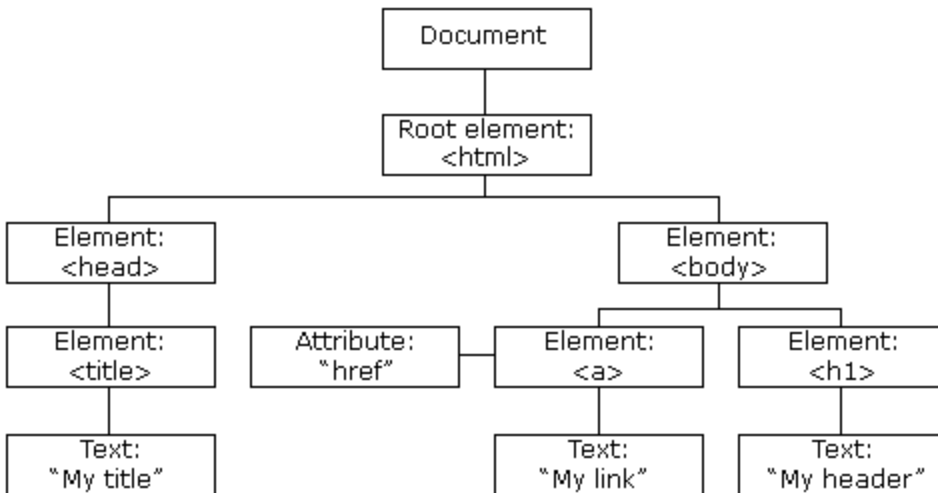 Document
Root element:
<html>
Element:
<head>
Element:
<body>
Element:
<title>
Attribute:
“href”
Element:
<a>
Element:
<h1>
Text:
“My title”
Text:
“My link”
Text:
“My header”